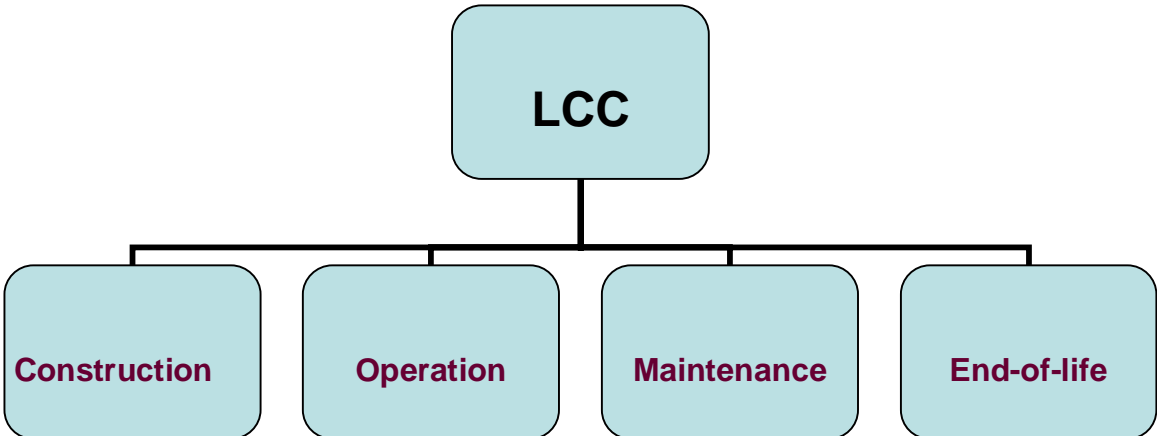 LCC
Construction
Operation
Maintenance
End-of-life